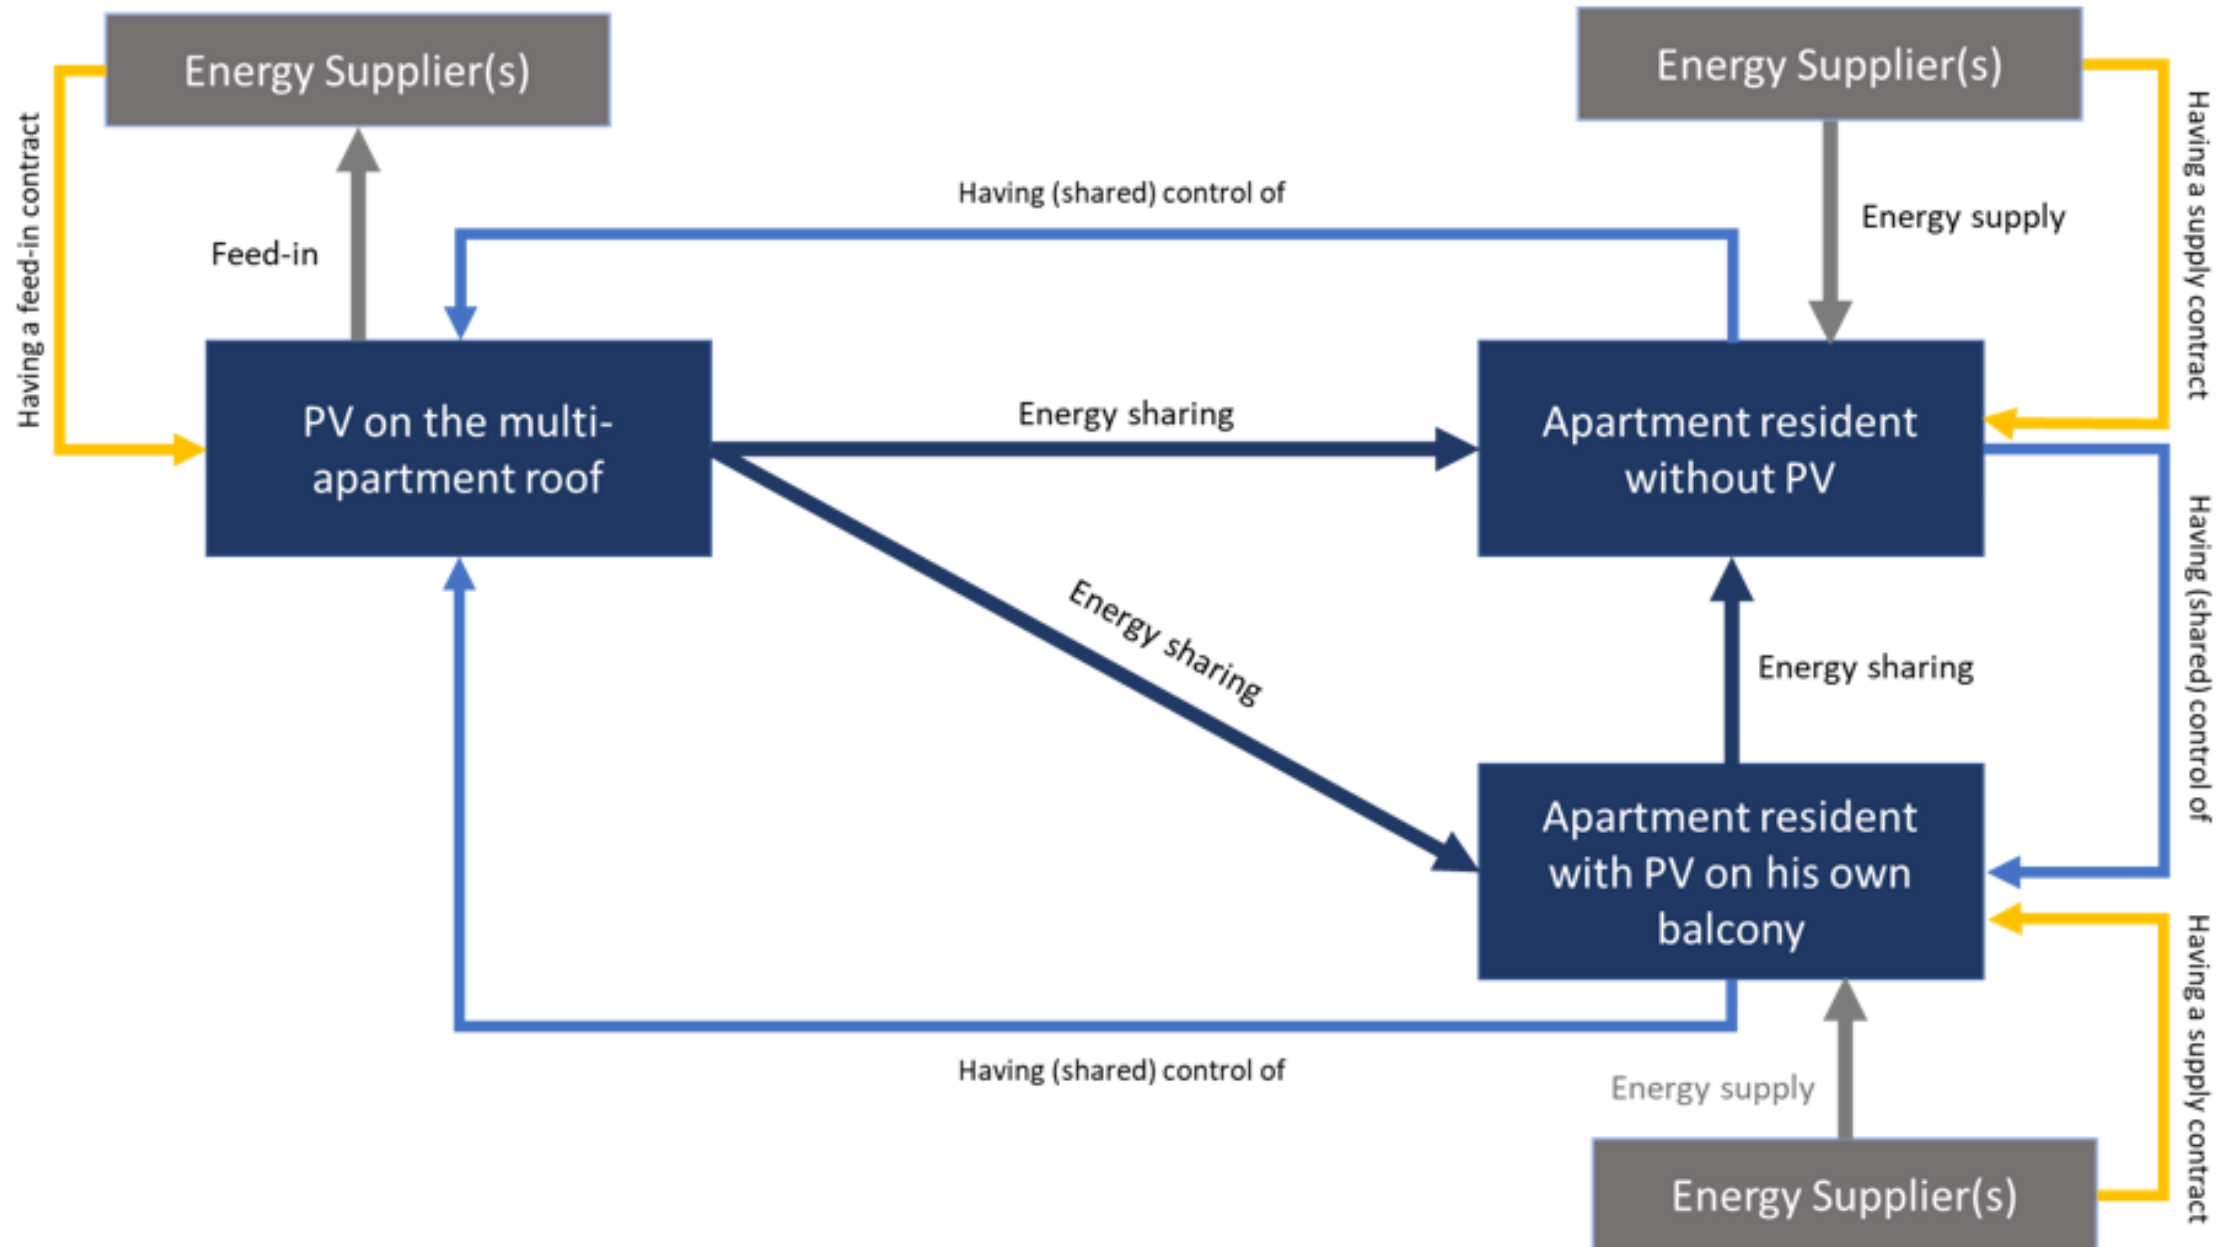 Energy Supplier(s)
Energy Supplier(s)
Having a feed-in contract
Having a supply contract
Having (shared) control of
Feed-in
Energy supply
PV on the multi-
apartment roof
Energy sharing
Apartment resident
without PV
Energy sharing
Energy sharing
Having (shared) control of
Apartment resident
with PV on his own
balcony
Having (shared) control of
Energy supply
Having a supply contract
Energy Supplier(s)